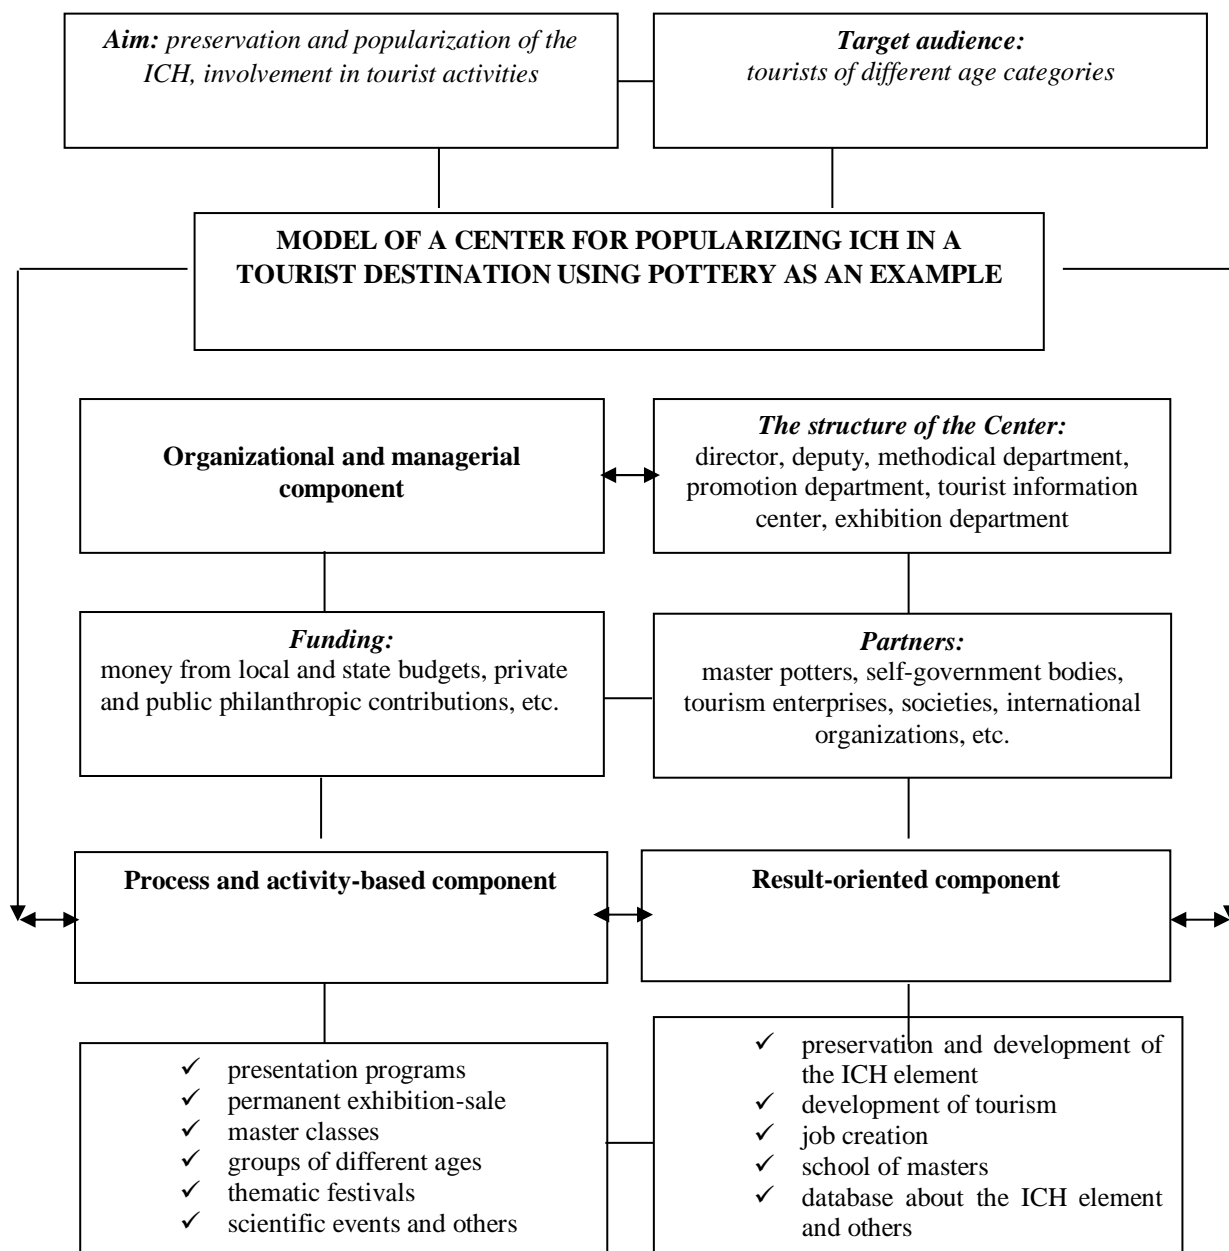 Aim: preservation and popularization of the
ICH, involvement in tourist activities
Target audience:
tourists of different age categories
MODEL OF A CENTER FOR POPULARIZING ICH IN A
TOURIST DESTINATION USING POTTERY AS AN EXAMPLE
Organizational and managerial
component
The structure of the Center:
director, deputy, methodical department,
promotion department, tourist information
center, exhibition department
Funding:
money from local and state budgets, private
and public philanthropic contributions, etc.
Partners:
master potters, self-government bodies,
tourism enterprises, societies, international
organizations, etc.
Process and activity-based component
Result-oriented component
✓ presentation programs
✓ permanent exhibition-sale
✓ master classes
✓ groups of different ages
✓ thematic festivals
✓ scientific events and others
✓ preservation and development of
the ICH element
✓ development of tourism
✓ job creation
✓ school of masters
✓ database about the ICH element
and others